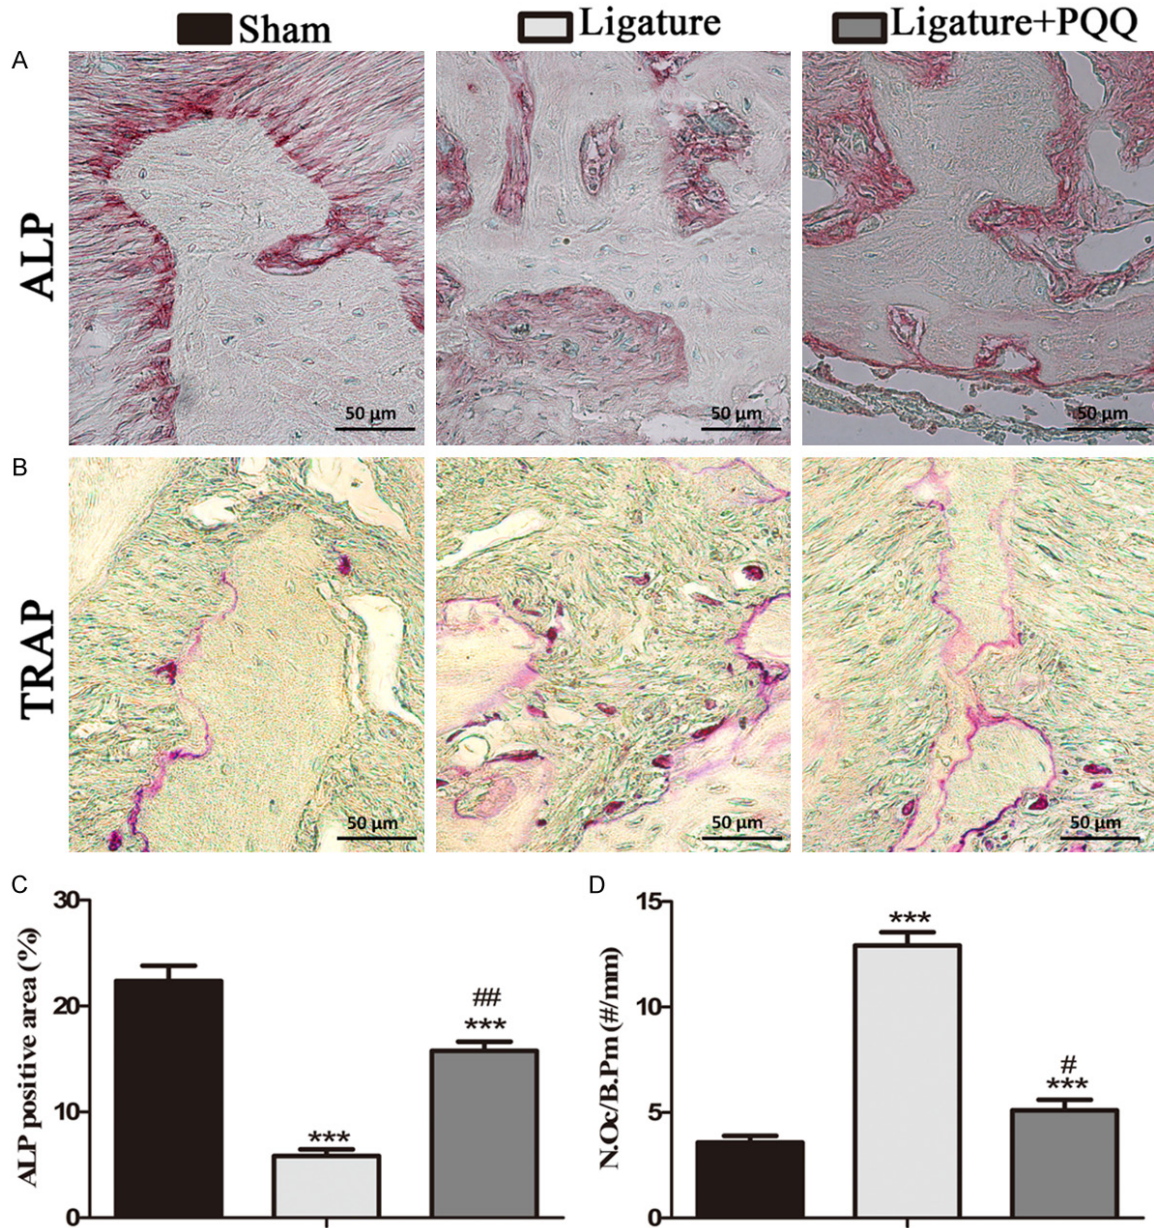 Sham
Ligature
Ligature+PQQ
A
ALP
50 μm
50 μm
50 μm
B
TRAP
50 μm
50 μm
50 μm
C
ALP positive area (%)
30
20
10
0
***
##
***
D
N.Oc/B.Pm (#/mm)
15
10
5
0
***
#
***